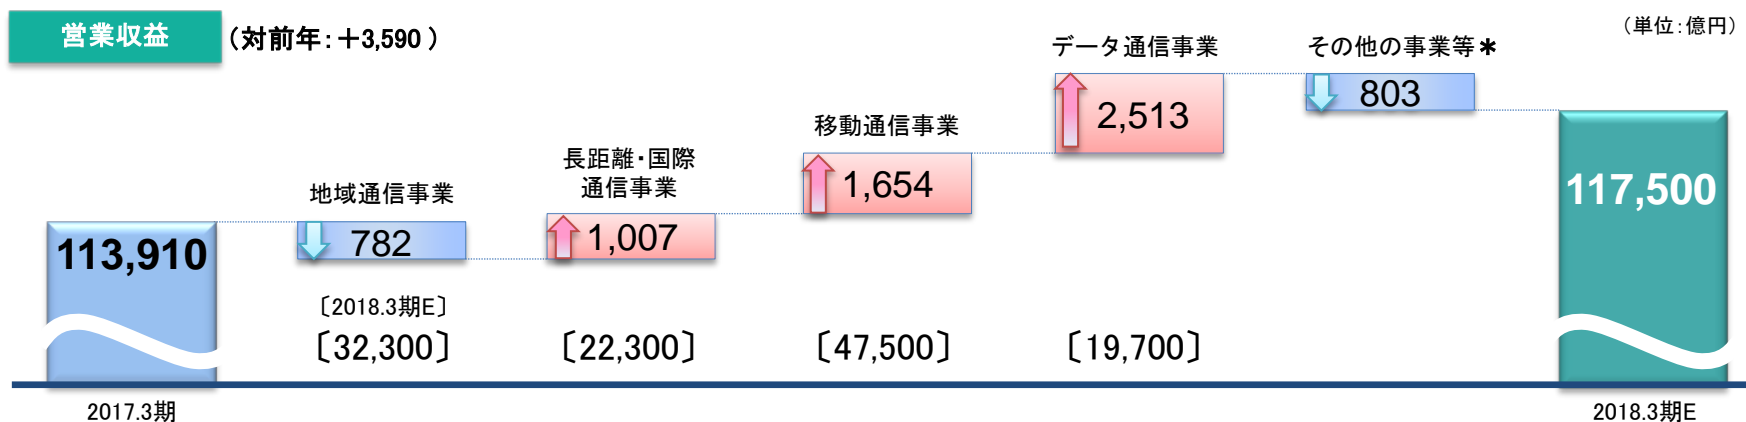 営業収益
（対前年：＋3,590 ）
（単位：億円）
データ通信事業
その他の事業等＊
2,513
803
移動通信事業
1,654
長距離・国際
通信事業
1,007
地域通信事業
782
113,910
117,500
〔2018.3期E〕
〔32,300〕
〔22,300〕
〔47,500〕
〔19,700〕
2017.3期
2018.3期E